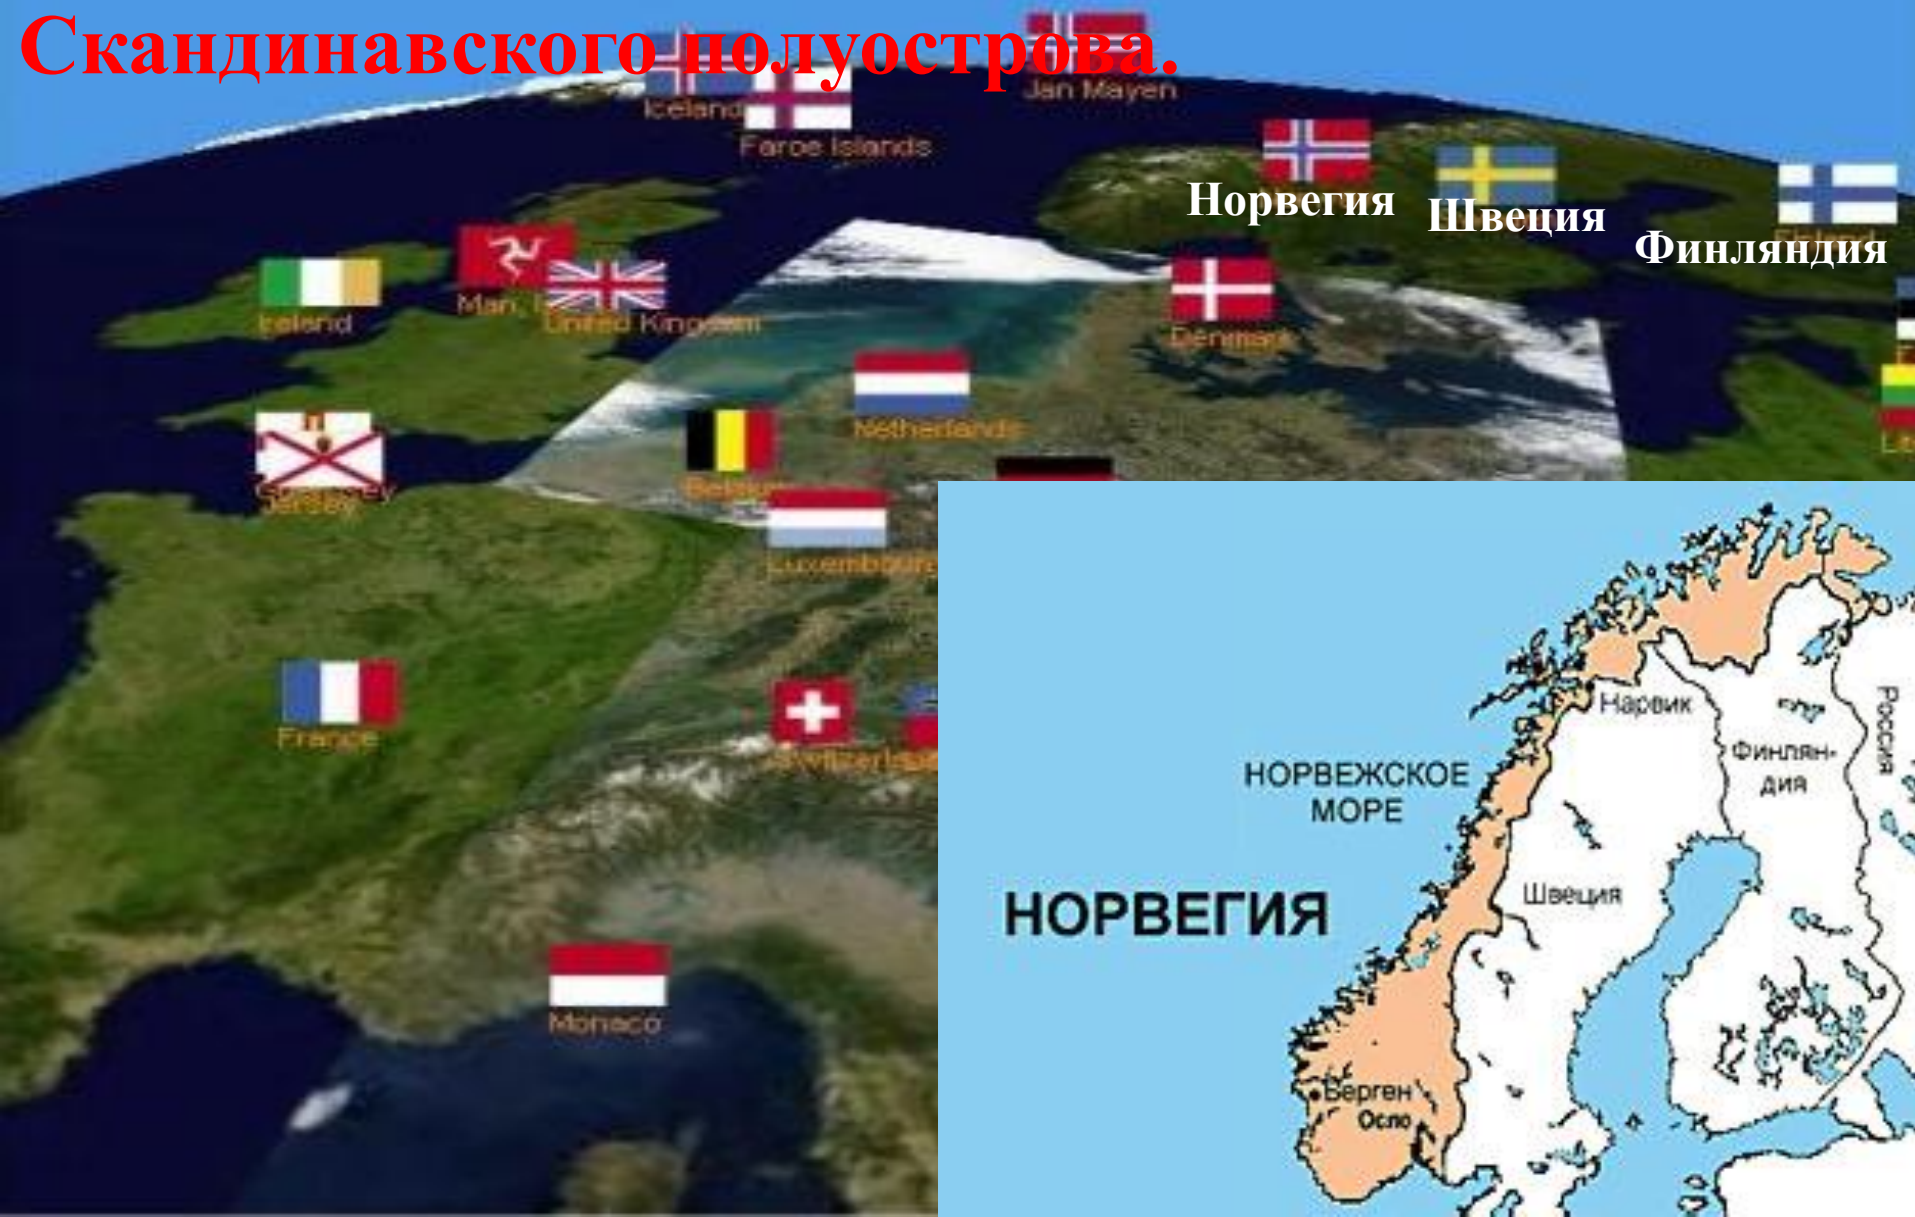 Скандинавского полуострова.
Iceland
Jan Mayen
Faroe Islands
Норвегия
Швеция
Финляндия
Ireland
Man,
United Kingdom
Denmark
Netherlands
Jersey
Luxembourg
France
Monaco
Нарвик
Финлян-
дия
Россия
НОРВЕЖСКОЕ
МОРЕ
Швеция
НОРВЕГИЯ
Берген
Осло